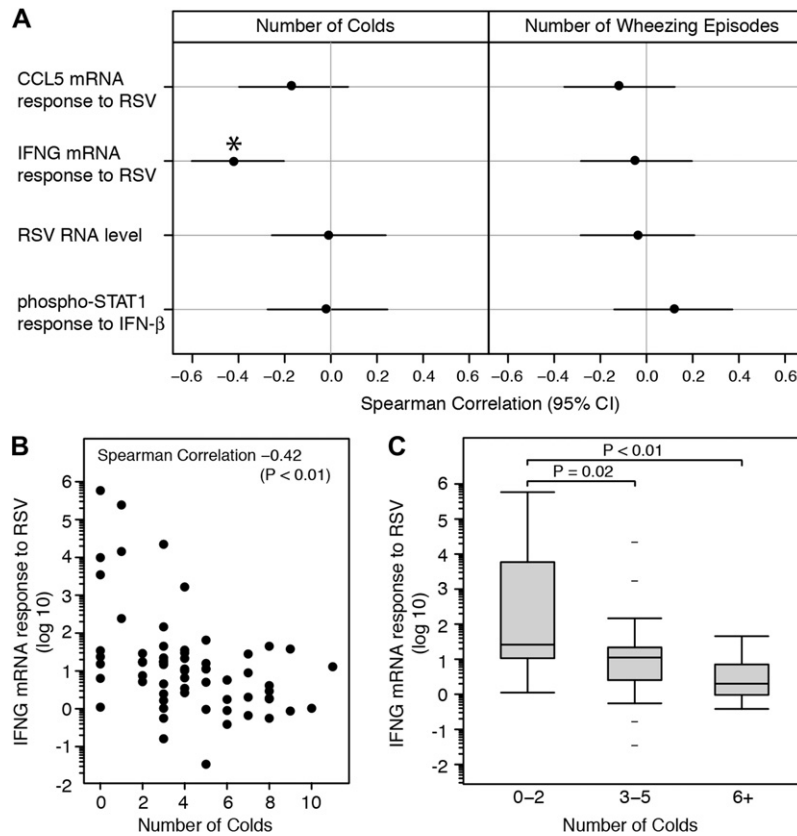 A
Number of Colds
Number of Wheezing Episodes
CCL5 mRNA
response to RSV
IFNG mRNA
response to RSV
*
RSV RNA level
phospho-STAT1
response to IFN-β
−0.6 −0.4 −0.2 0.0 0.2 0.4 0.6
−0.6 −0.4 −0.2 0.0 0.2 0.4 0.6
Spearman Correlation (95% CI)
B
Spearman Correlation −0.42
(P < 0.01)
IFNG mRNA response to RSV
(log 10)
6
5
4
3
2
1
0
-1
-2
0 2 4 6 8 10
Number of Colds
C
P < 0.01
P = 0.02
IFNG mRNA response to RSV
(log 10)
6
5
4
3
2
1
0
-1
-2
0−2 3−5 6+
Number of Colds